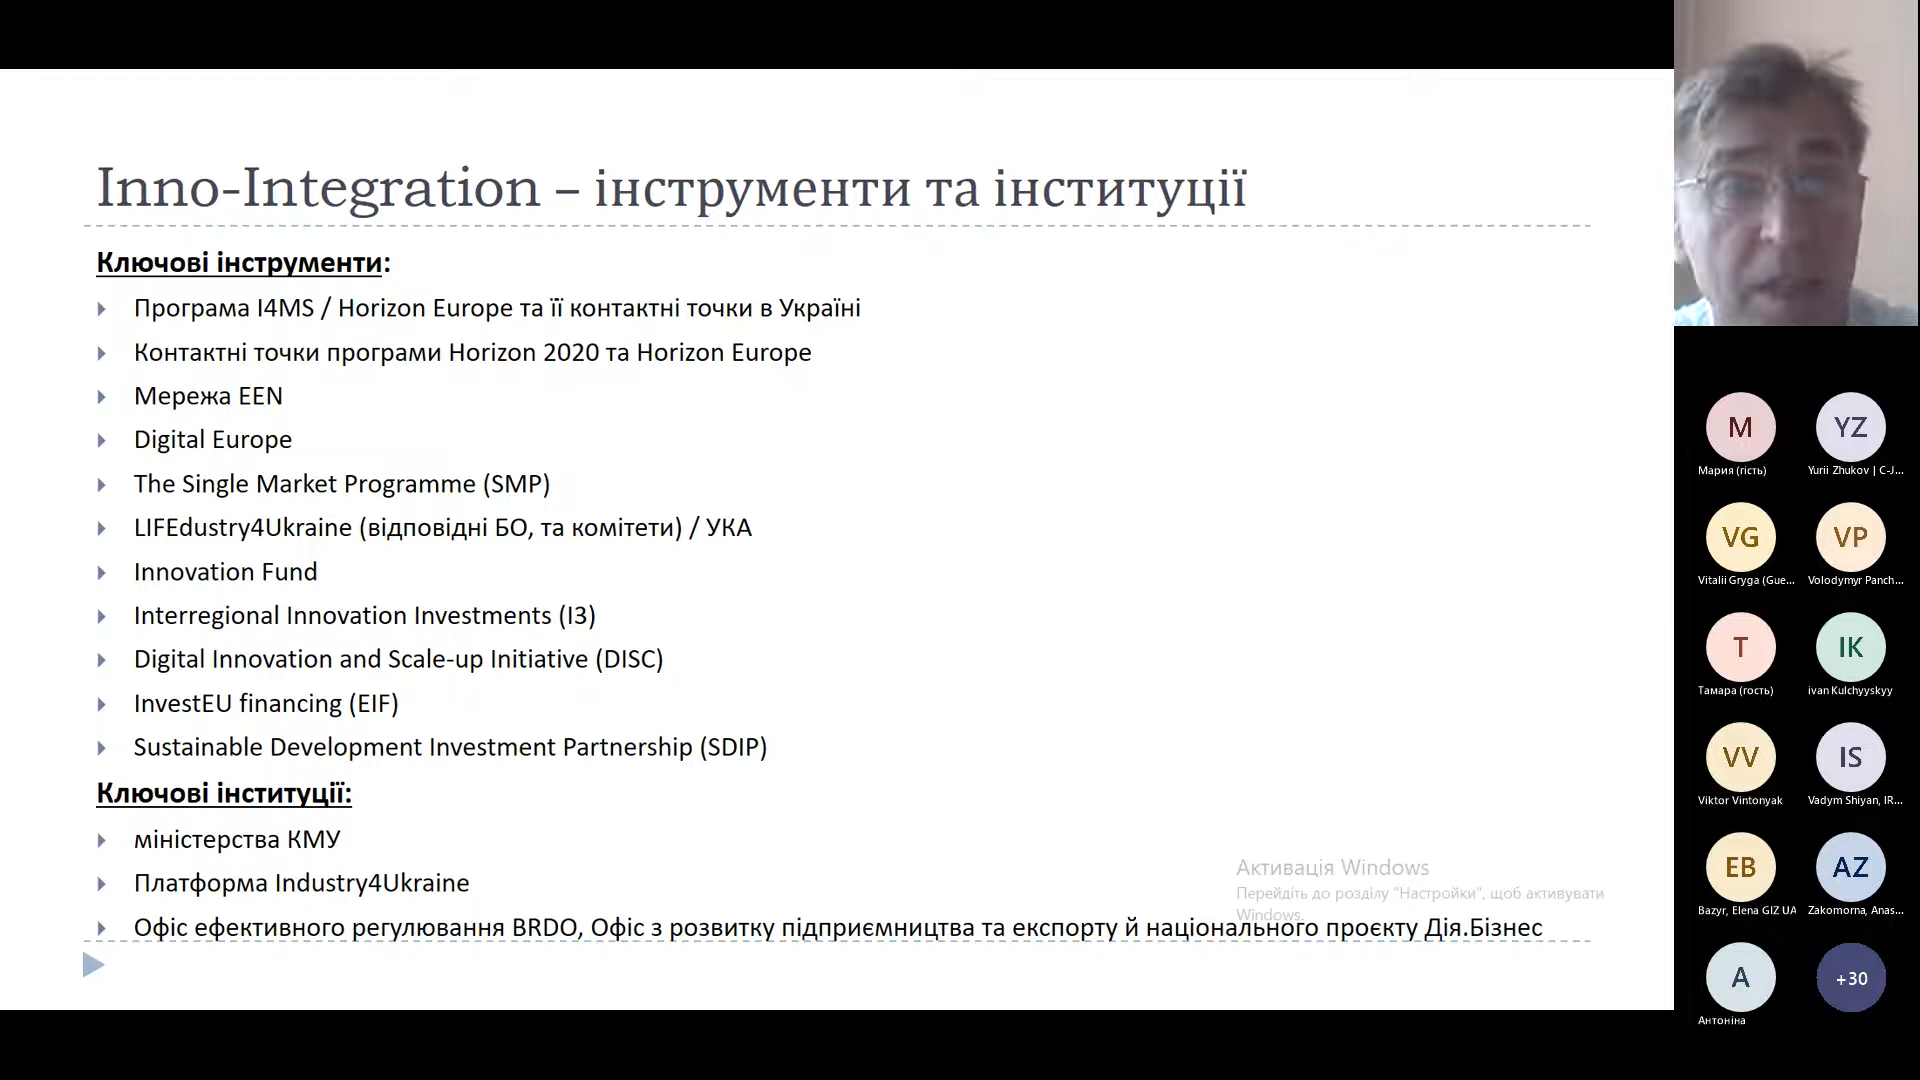 Inno-Integration – інструменти та інституції
Ключові інструменти:
Програма I4MS / Horizon Europe та її контактні точки в Україні
Контактні точки програми Horizon 2020 та Horizon Europe
Мережа EEN
Digital Europe
The Single Market Programme (SMP)
LIFEdustry4Ukraine (відповідні БО, та комітети) / УКА
Innovation Fund
Interregional Innovation Investments (I3)
Digital Innovation and Scale-up Initiative (DISC)
InvestEU financing (EIF)
Sustainable Development Investment Partnership (SDIP)
Ключові інституції:
міністерства КМУ
Платформа Industry4Ukraine
Офіс ефективного регулювання BRDO, Офіс з розвитку підприємництва та експорту й національного проєкту Дія.Бізнес
Активація Windows
Перейдіть до розділу "Настройки", щоб активувати
Windows.
M
YZ
Мария (гість)
Yurii Zhukov | C-J...
VG
VP
Vitalii Gryga (Gue...
Volodymyr Panch...
T
IK
Тамара (гость)
ivan Kulchyyskyy
VV
IS
Viktor Vintonyak
Vadym Shiyan, IR...
EB
AZ
Bazyr, Elena GIZ UA
Zakomorna, Anas...
A
+30
Антоніна